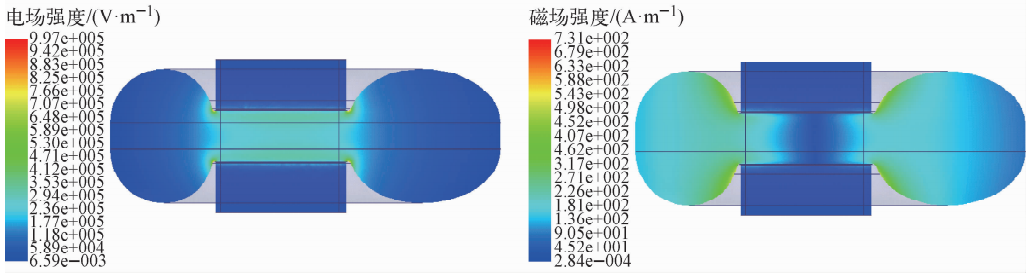 电场强度/(V·m⁻¹)
9.97e+005
9.42e+005
8.83e+005
8.25e+005
7.66e+005
7.07e+005
6.48e+005
5.89e+005
5.30e+005
4.71e+005
4.12e+005
3.53e+005
2.94e+005
2.36e+005
1.77e+005
1.18e+005
5.89e+004
6.59e−003
磁场强度/(A·m⁻¹)
7.31e+002
6.79e+002
6.33e+002
5.88e+002
5.43e+002
4.98e+002
4.52e+002
4.07e+002
3.62e+002
3.17e+002
2.71e+002
2.26e+002
1.81e+002
1.36e+002
9.05e+001
4.52e+001
2.84e−004